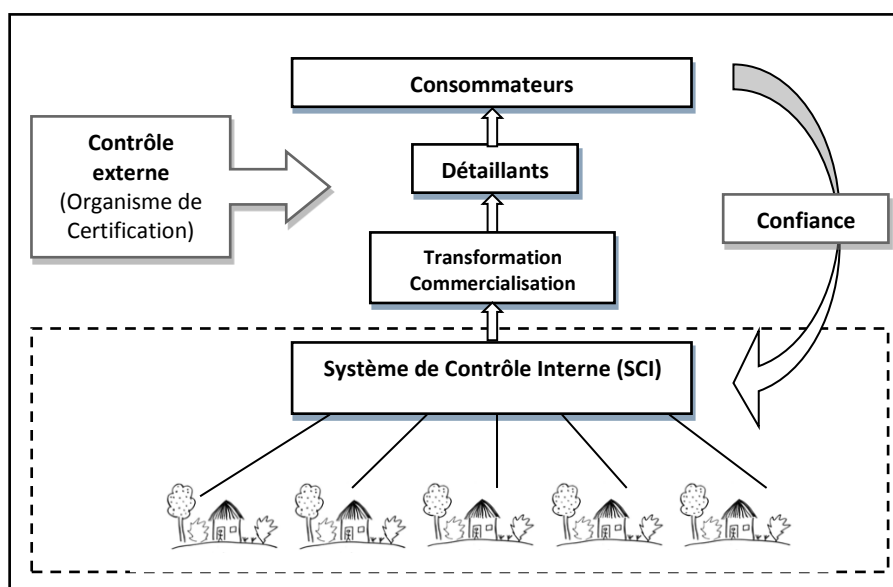 Consommateurs
Contrôle
externe
(Organisme de
Certification)
Détaillants
Confiance
Transformation
Commercialisation
Système de Contrôle Interne (SCI)